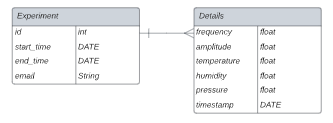 Experiment
id int
start_time DATE
end_time DATE
email String
Details
frequency float
amplitude float
temperature float
humidity float
pressure float
timestamp DATE